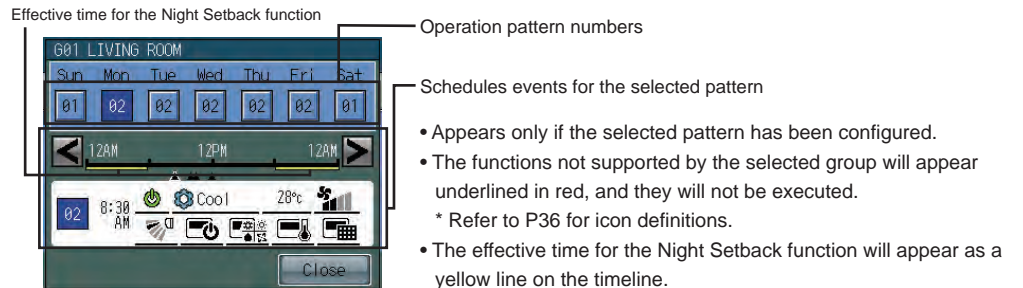 Effective time for the Night Setback function
Operation pattern numbers
G01 LIVING ROOM
Sun Mon Tue Wed Thu Fri Sat
01 02 02 02 02 02 01
Schedules events for the selected pattern
• Appears only if the selected pattern has been configured.
• The functions not supported by the selected group will appear
underlined in red, and they will not be executed.
* Refer to P36 for icon definitions.
• The effective time for the Night Setback function will appear as a
yellow line on the timeline.
12AM 12PM 12AM
02 8:30 AM Cool 28°c
Close